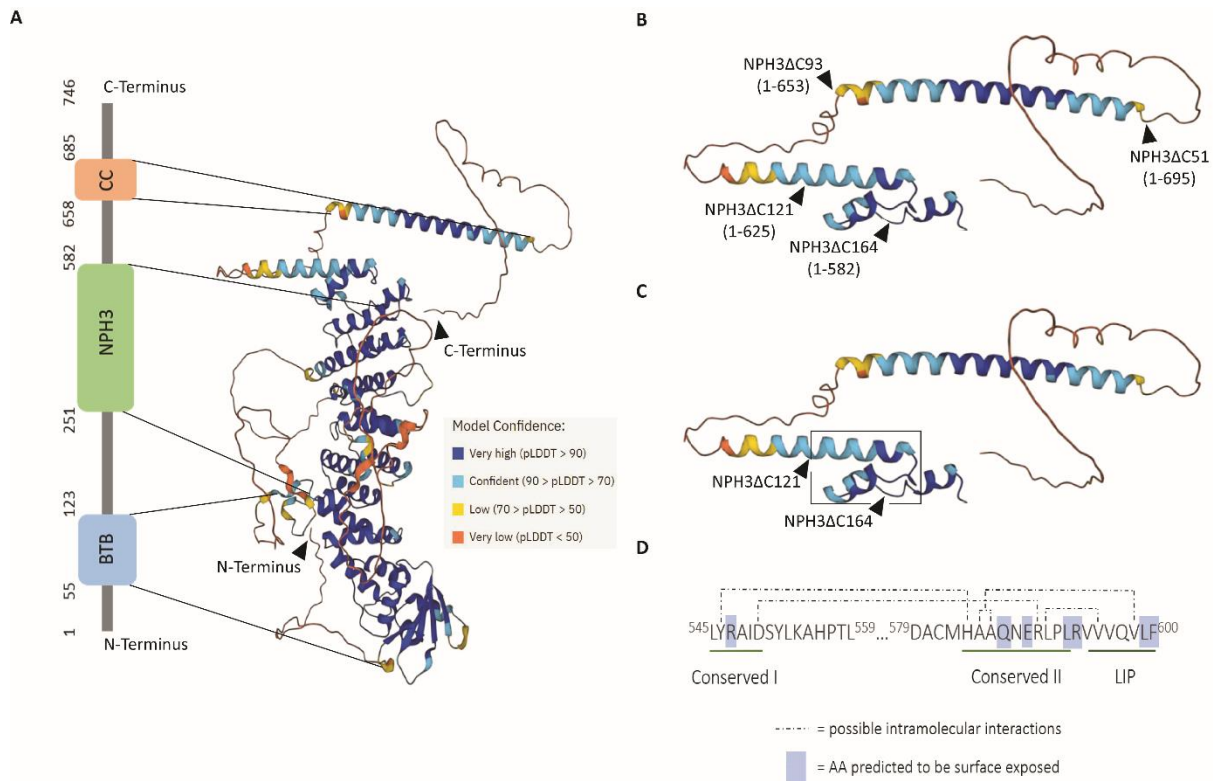 A
746
C-Terminus
685
CC
658
582
NPH3
251
123
BTB
55
1
N-Terminus
C-Terminus
N-Terminus
Model Confidence:
Very high (pLDDT > 90)
Confident (90 > pLDDT > 70)
Low (70 > pLDDT > 50)
Very low (pLDDT < 50)
B
NPH3ΔC93
(1-653)
NPH3ΔC51
(1-695)
NPH3ΔC121
(1-625)
NPH3ΔC164
(1-582)
C
NPH3ΔC121
NPH3ΔC164
D
545LYRAIDSYLKAHPTL559...579DACMHAAQNERLPLRVVVQVLF600
Conserved I
Conserved II
LIP
= possible intramolecular interactions
= AA predicted to be surface exposed